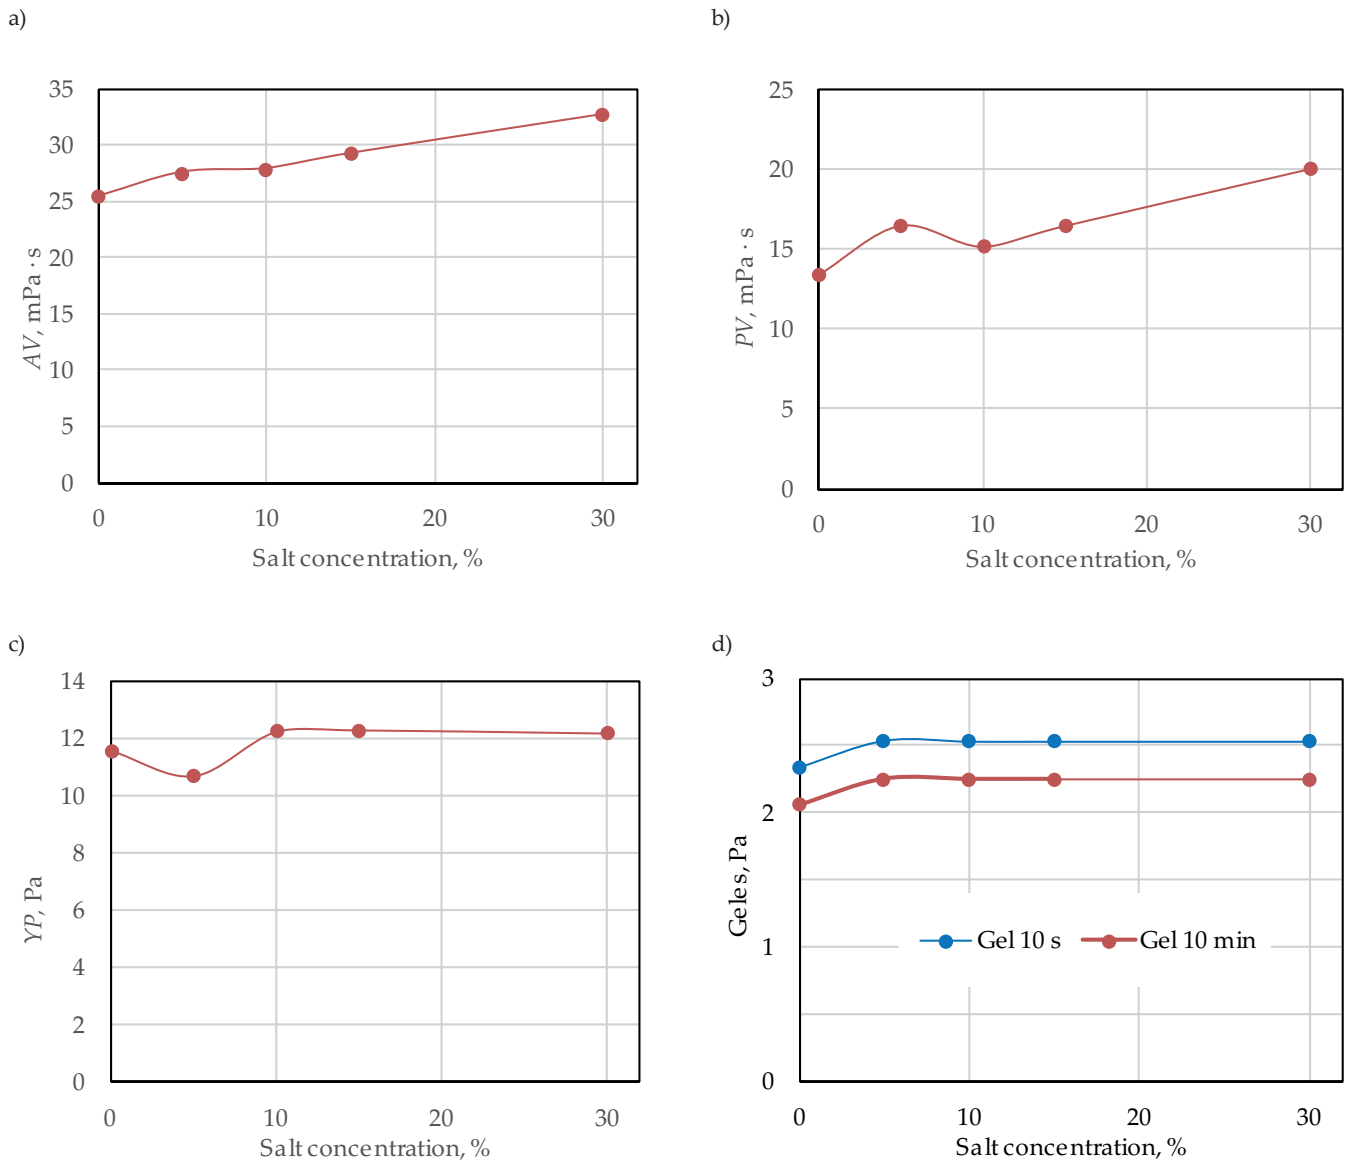 a)
35
30
25
20
15
10
5
0
AV, mPa · s
0 10 20 30
Salt concentration, %
b)
25
20
15
10
5
0
PV, mPa · s
0 10 20 30
Salt concentration, %
c)
14
12
10
8
6
4
2
0
YP, Pa
0 10 20 30
Salt concentration, %
d)
3
2
1
0
Geles, Pa
Gel 10 s Gel 10 min
0 10 20 30
Salt concentration, %